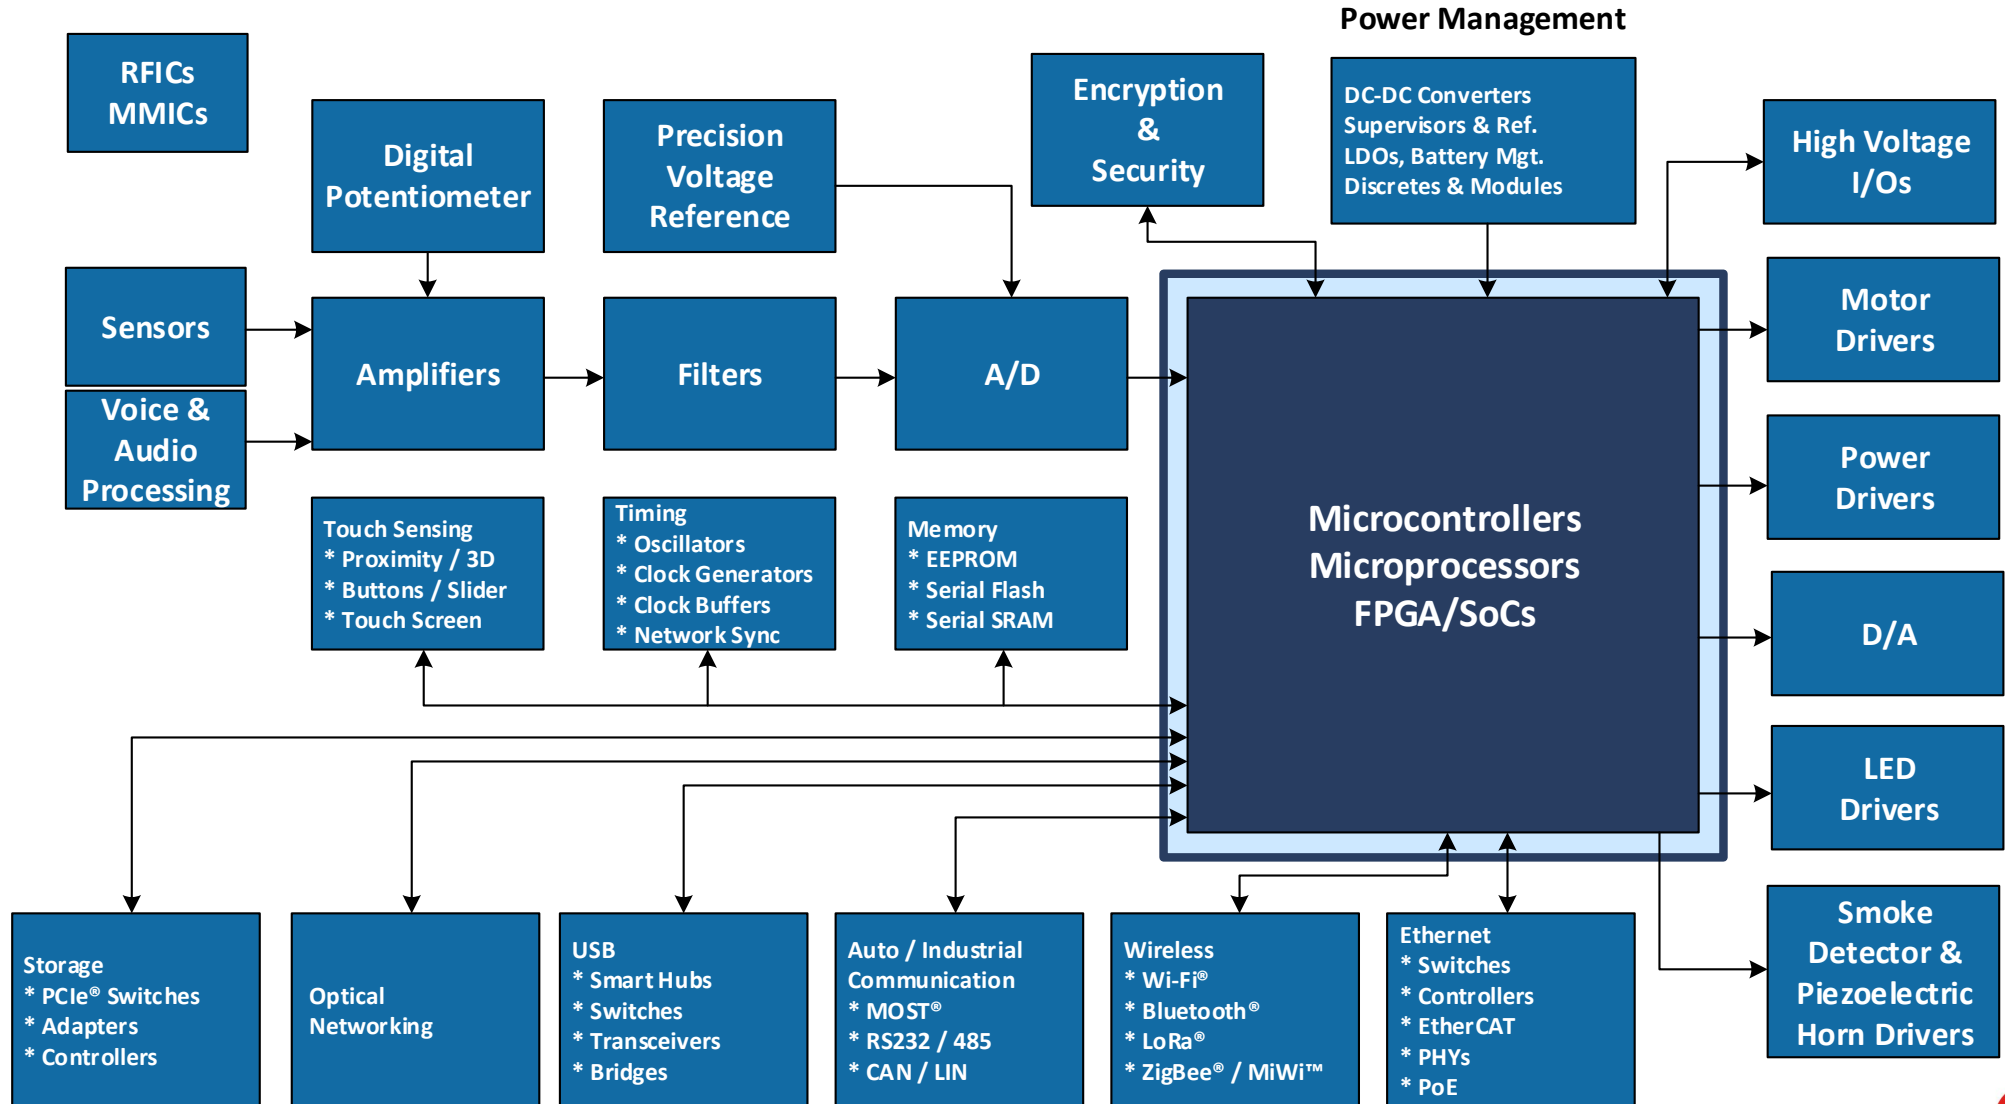 Power Management
RFICs
MMICs
Digital
Potentiometer
Precision
Voltage
Reference
Encryption
&
Security
DC-DC Converters
Supervisors & Ref.
LDOs, Battery Mgt.
Discretes & Modules
High Voltage
I/Os
Sensors
Voice &
Audio
Processing
Amplifiers
Filters
A/D
Microcontrollers
Microprocessors
FPGA/SoCs
Motor
Drivers
Power
Drivers
D/A
LED
Drivers
Smoke
Detector &
Piezoelectric
Horn Drivers
Touch Sensing
* Proximity / 3D
* Buttons / Slider
* Touch Screen
Timing
* Oscillators
* Clock Generators
* Clock Buffers
* Network Sync
Memory
* EEPROM
* Serial Flash
* Serial SRAM
Storage
* PCIe® Switches
* Adapters
* Controllers
Optical
Networking
USB
* Smart Hubs
* Switches
* Transceivers
* Bridges
Auto / Industrial
Communication
* MOST®
* RS232 / 485
* CAN / LIN
Wireless
* Wi-Fi®
* Bluetooth®
* LoRa®
* ZigBee® / MiWi™
Ethernet
* Switches
* Controllers
* EtherCAT
* PHYs
* PoE